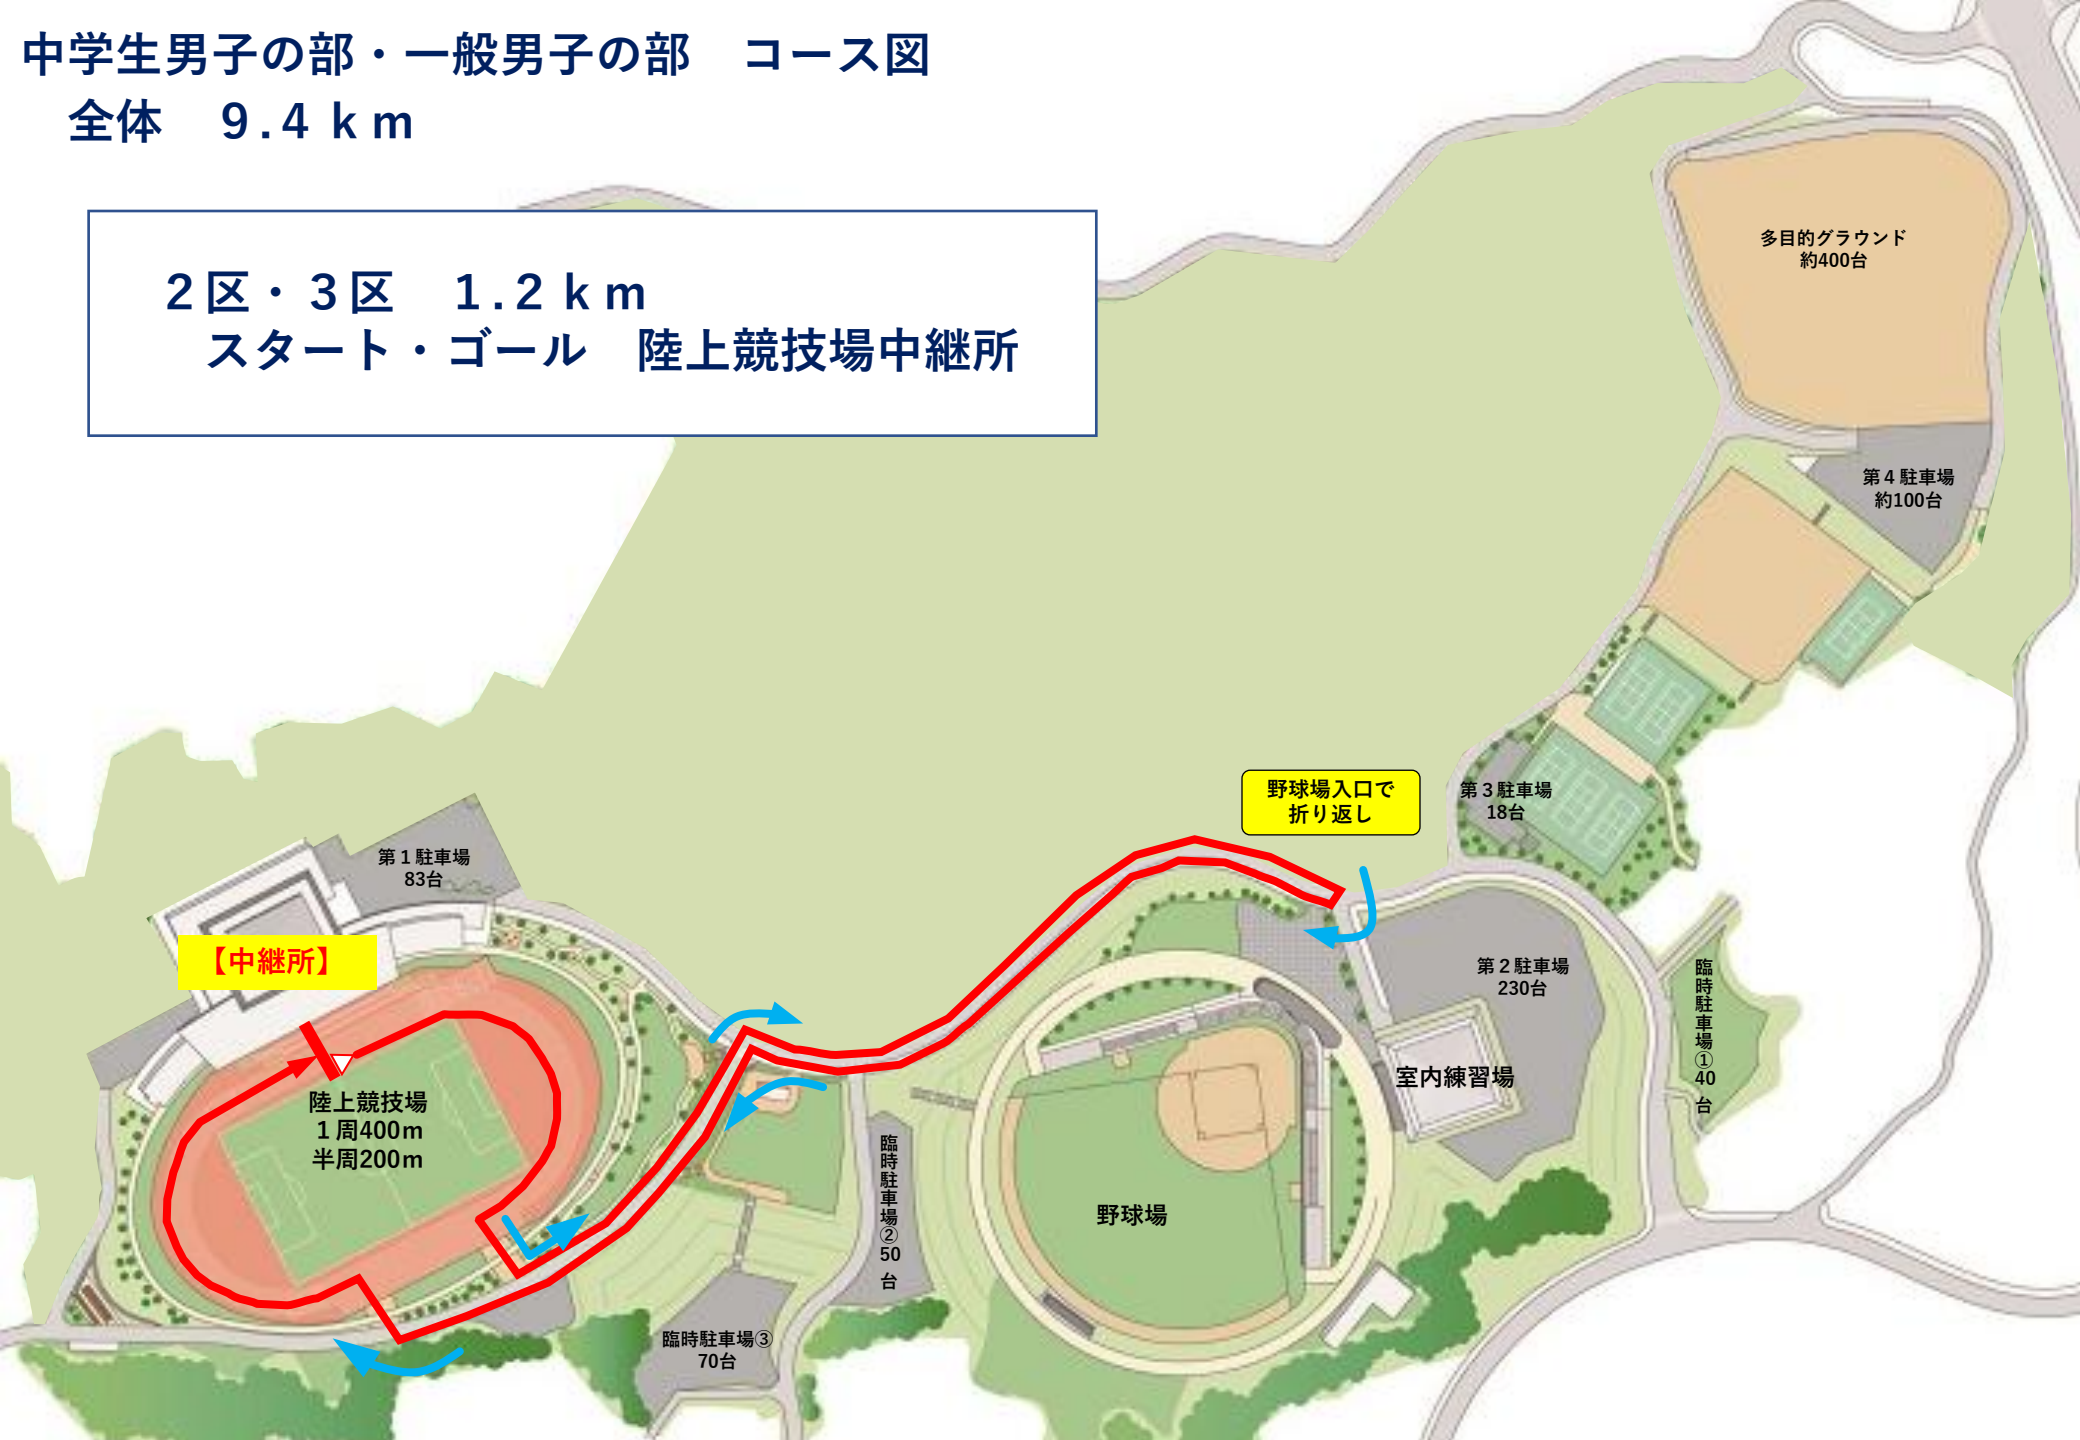 中学生男子の部・一般男子の部　コース図
全体　９.４ｋｍ
２区・３区　１.２ｋｍ
スタート・ゴール　陸上競技場中継所
多目的グラウンド
約400台
第４駐車場
約100台
野球場入口で
折り返し
第３駐車場
18台
第１駐車場
83台
【中継所】
第２駐車場
230台
臨時駐車場①40台
室内練習場
陸上競技場
１周400m
半周200m
臨時駐車場②50台
野球場
臨時駐車場③
70台